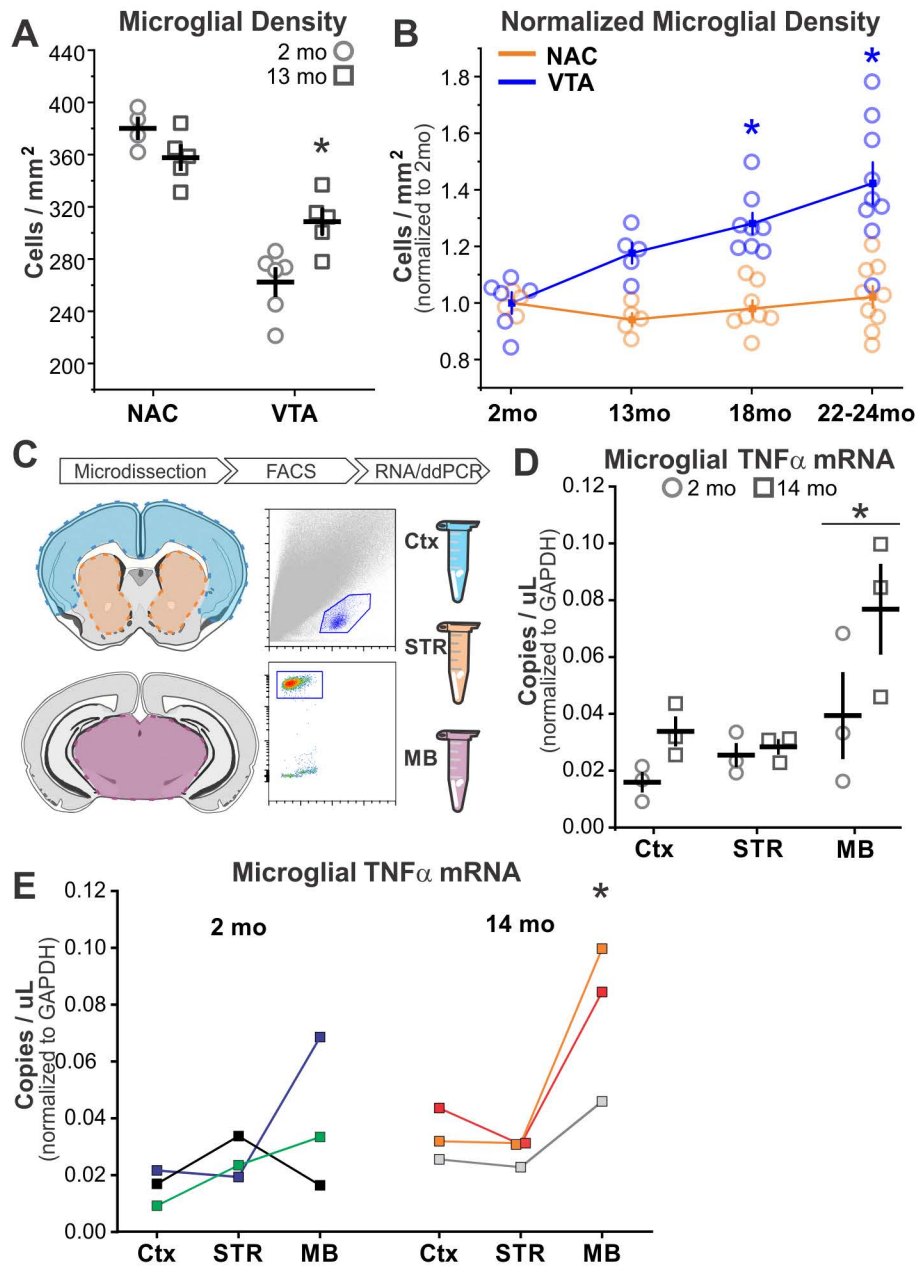 A
Microglial Density
2 mo
13 mo
Cells / mm²
440
400
360
320
280
240
200
*
NAC
VTA
B
Normalized Microglial Density
NAC
VTA
Cells / mm²
(normalized to 2mo)
1.8
1.6
1.4
1.2
1.0
0.8
*
*
2mo
13mo
18mo
22-24mo
C
Microdissection
FACS
RNA/ddPCR
Ctx
STR
MB
D
Microglial TNFα mRNA
2 mo
14 mo
Copies / uL
(normalized to GAPDH)
0.12
0.10
0.08
0.06
0.04
0.02
0.00
*
Ctx
STR
MB
E
Microglial TNFα mRNA
2 mo
14 mo
Copies / uL
(normalized to GAPDH)
0.12
0.10
0.08
0.06
0.04
0.02
0.00
*
Ctx
STR
MB
Ctx
STR
MB